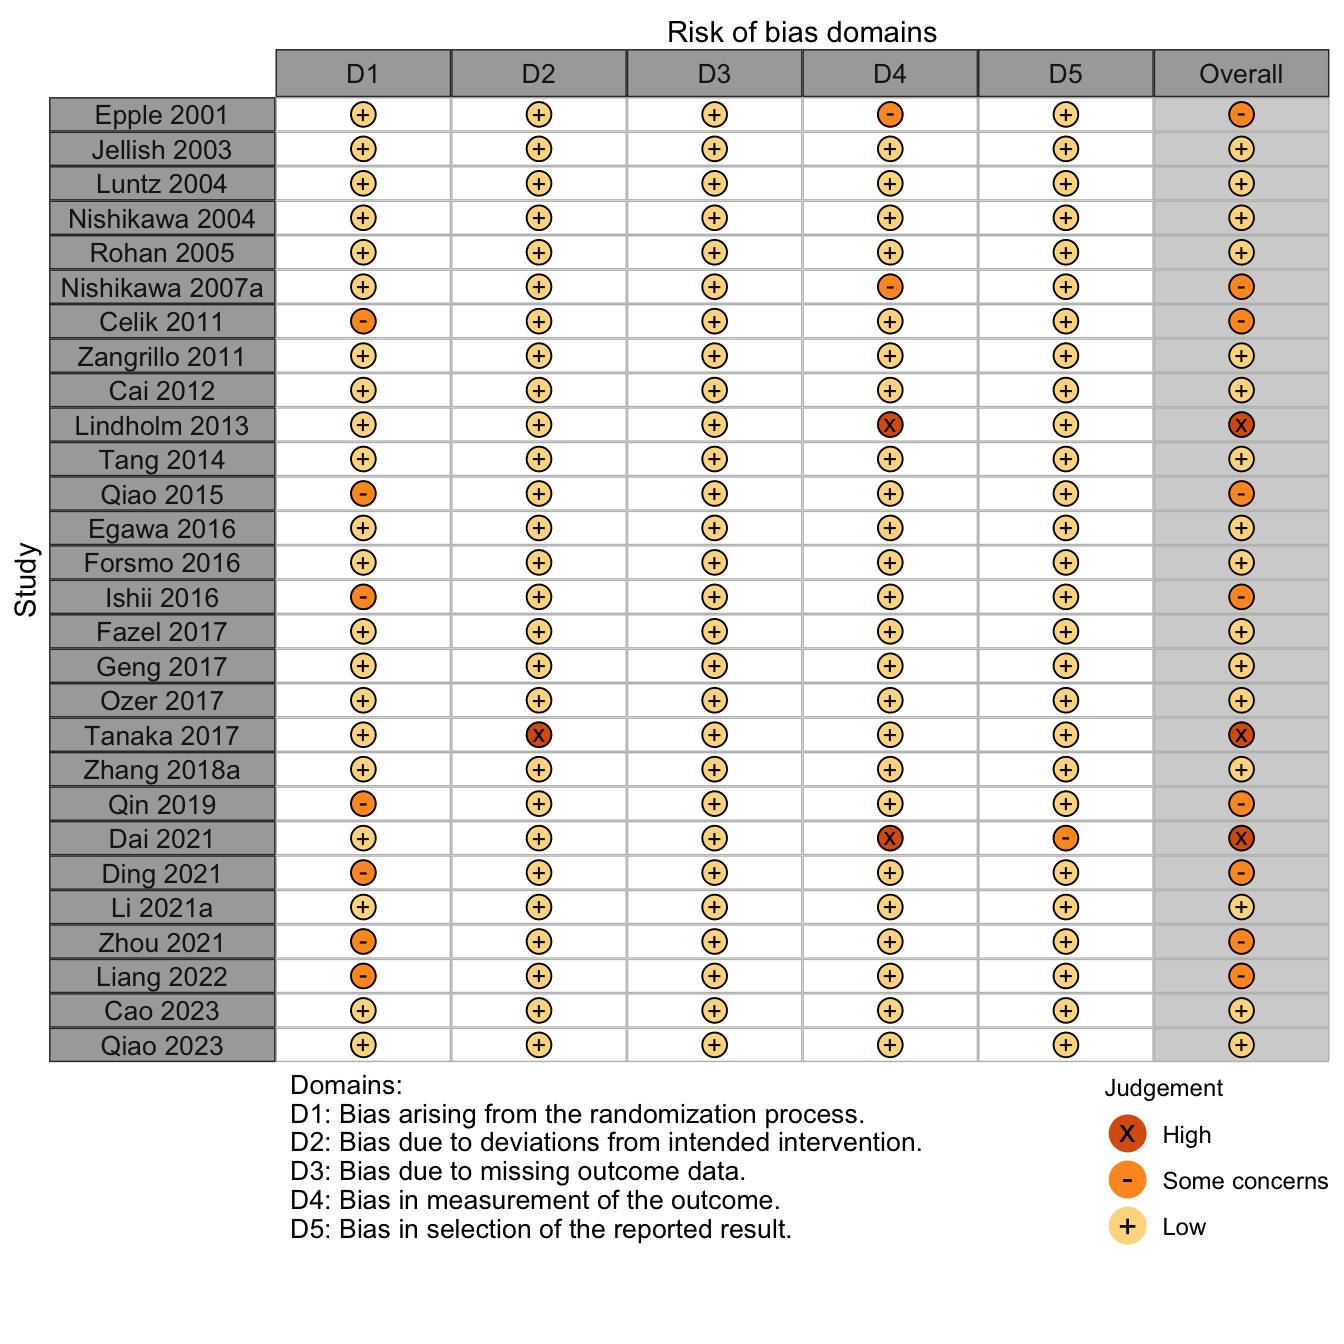 Risk of bias domains
D1 D2 D3 D4 D5 Overall
Study
Epple 2001 + + + - + -
Jellish 2003 + + + + + +
Luntz 2004 + + + + + +
Nishikawa 2004 + + + + + +
Rohan 2005 + + + + + +
Nishikawa 2007a + + + - + -
Celik 2011 - + + + + -
Zangrillo 2011 + + + + + +
Cai 2012 + + + + + +
Lindholm 2013 + + + X + X
Tang 2014 + + + + + +
Qiao 2015 - + + + + -
Egawa 2016 + + + + + +
Forsmo 2016 + + + + + +
Ishii 2016 - + + + + -
Fazel 2017 + + + + + +
Geng 2017 + + + + + +
Ozer 2017 + + + + + +
Tanaka 2017 + X + + + X
Zhang 2018a + + + + + +
Qin 2019 - + + + + -
Dai 2021 + + + X - X
Ding 2021 - + + + + -
Li 2021a + + + + + +
Zhou 2021 - + + + + -
Liang 2022 - + + + + -
Cao 2023 + + + + + +
Qiao 2023 + + + + + +
Domains:
D1: Bias arising from the randomization process.
D2: Bias due to deviations from intended intervention.
D3: Bias due to missing outcome data.
D4: Bias in measurement of the outcome.
D5: Bias in selection of the reported result.
Judgement
X High
- Some concerns
+ Low